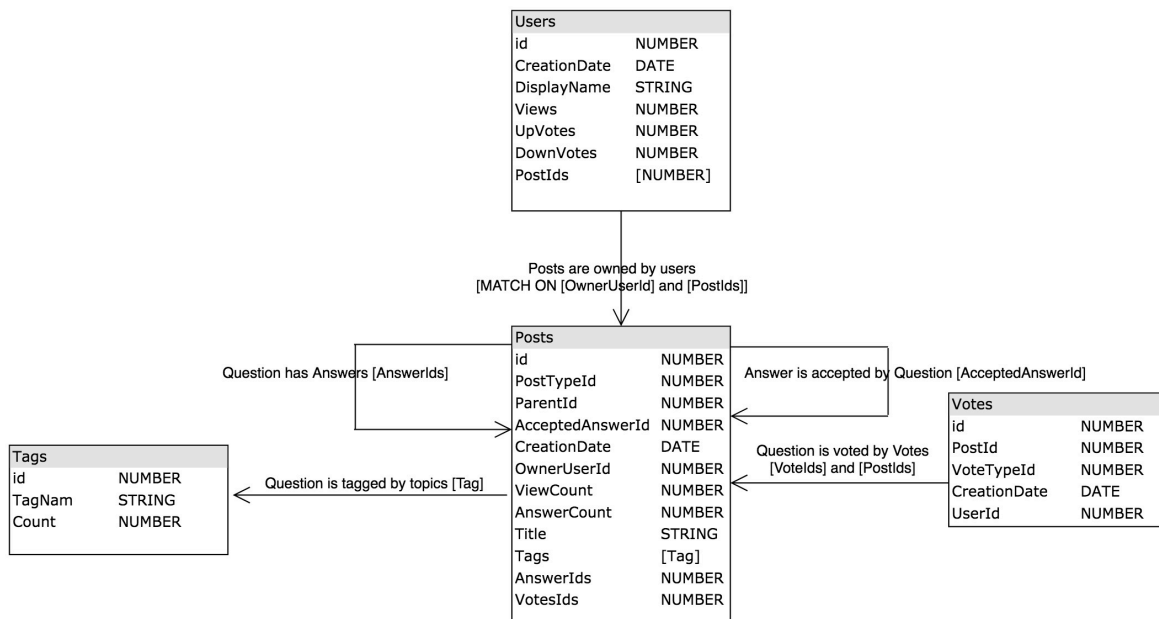 Users
id NUMBER
CreationDate DATE
DisplayName STRING
Views NUMBER
UpVotes NUMBER
DownVotes NUMBER
PostIds [NUMBER]
Posts are owned by users
[MATCH ON [OwnerUserId] and [PostIds]]
Posts
id NUMBER
PostTypeId NUMBER
ParentId NUMBER
AcceptedAnswerId NUMBER
CreationDate DATE
OwnerUserId NUMBER
ViewCount NUMBER
AnswerCount NUMBER
Title STRING
Tags [Tag]
AnswerIds NUMBER
VotesIds NUMBER
Question has Answers [AnswerIds]
Answer is accepted by Question [AcceptedAnswerId]
Votes
id NUMBER
PostId NUMBER
VoteTypeId NUMBER
CreationDate DATE
UserId NUMBER
Question is voted by Votes
[VoteIds] and [PostIds]
Tags
id NUMBER
TagNam STRING
Count NUMBER
Question is tagged by topics [Tag]